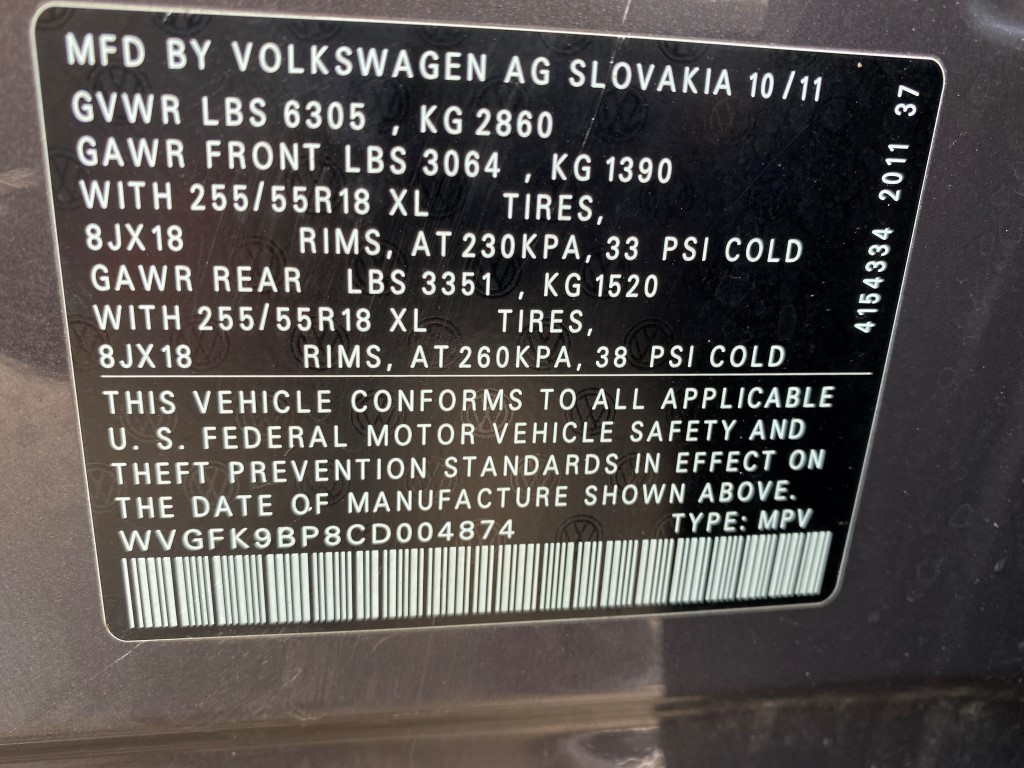 MFD BY VOLKSWAGEN AG SLOVAKIA 10/11
GVWR LBS 6305 , KG 2860
GAWR FRONT LBS 3064 , KG 1390
WITH 255/55R18 XL TIRES,
8JX18 RIMS, AT 230KPA, 33 PSI COLD
GAWR REAR LBS 3351 , KG 1520
WITH 255/55R18 XL TIRES,
8JX18 RIMS, AT 260KPA, 38 PSI COLD
THIS VEHICLE CONFORMS TO ALL APPLICABLE
U. S. FEDERAL MOTOR VEHICLE SAFETY AND
THEFT PREVENTION STANDARDS IN EFFECT ON
THE DATE OF MANUFACTURE SHOWN ABOVE.
WVGFK9BP8CD004874 TYPE: MPV
4154334 2011 37